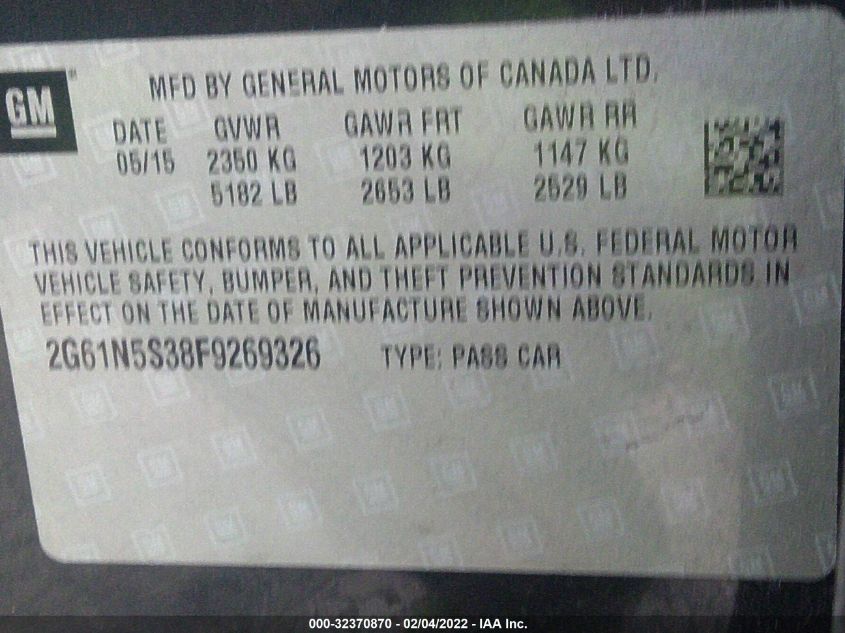 GM
MFD BY GENERAL MOTORS OF CANADA LTD.
DATE GVWR GAWR FRT GAWR RR
05/15 2350 KG 1203 KG 1147 KG
5182 LB 2653 LB 2529 LB
THIS VEHICLE CONFORMS TO ALL APPLICABLE U.S. FEDERAL MOTOR
VEHICLE SAFETY, BUMPER, AND THEFT PREVENTION STANDARDS IN
EFFECT ON THE DATE OF MANUFACTURE SHOWN ABOVE.
2G61N5S38F9269326 TYPE: PASS CAR
000-32370870 - 02/04/2022 - IAA Inc.